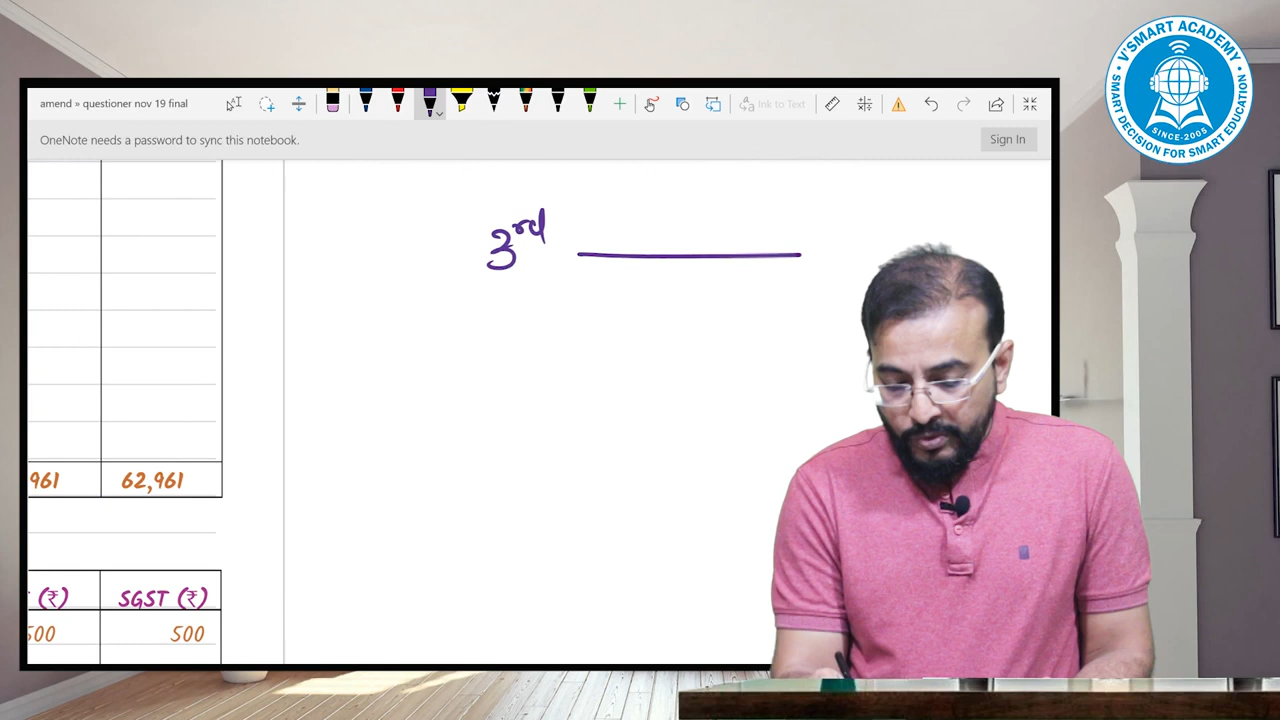 V'SMART ACADEMY
SMART DECISION FOR SMART EDUCATION
SINCE-2005
amend » questioner nov 19 final
Ink to Text
OneNote needs a password to sync this notebook.
Sign In
3rd
961 62,961
(₹) SGST (₹)
500 500